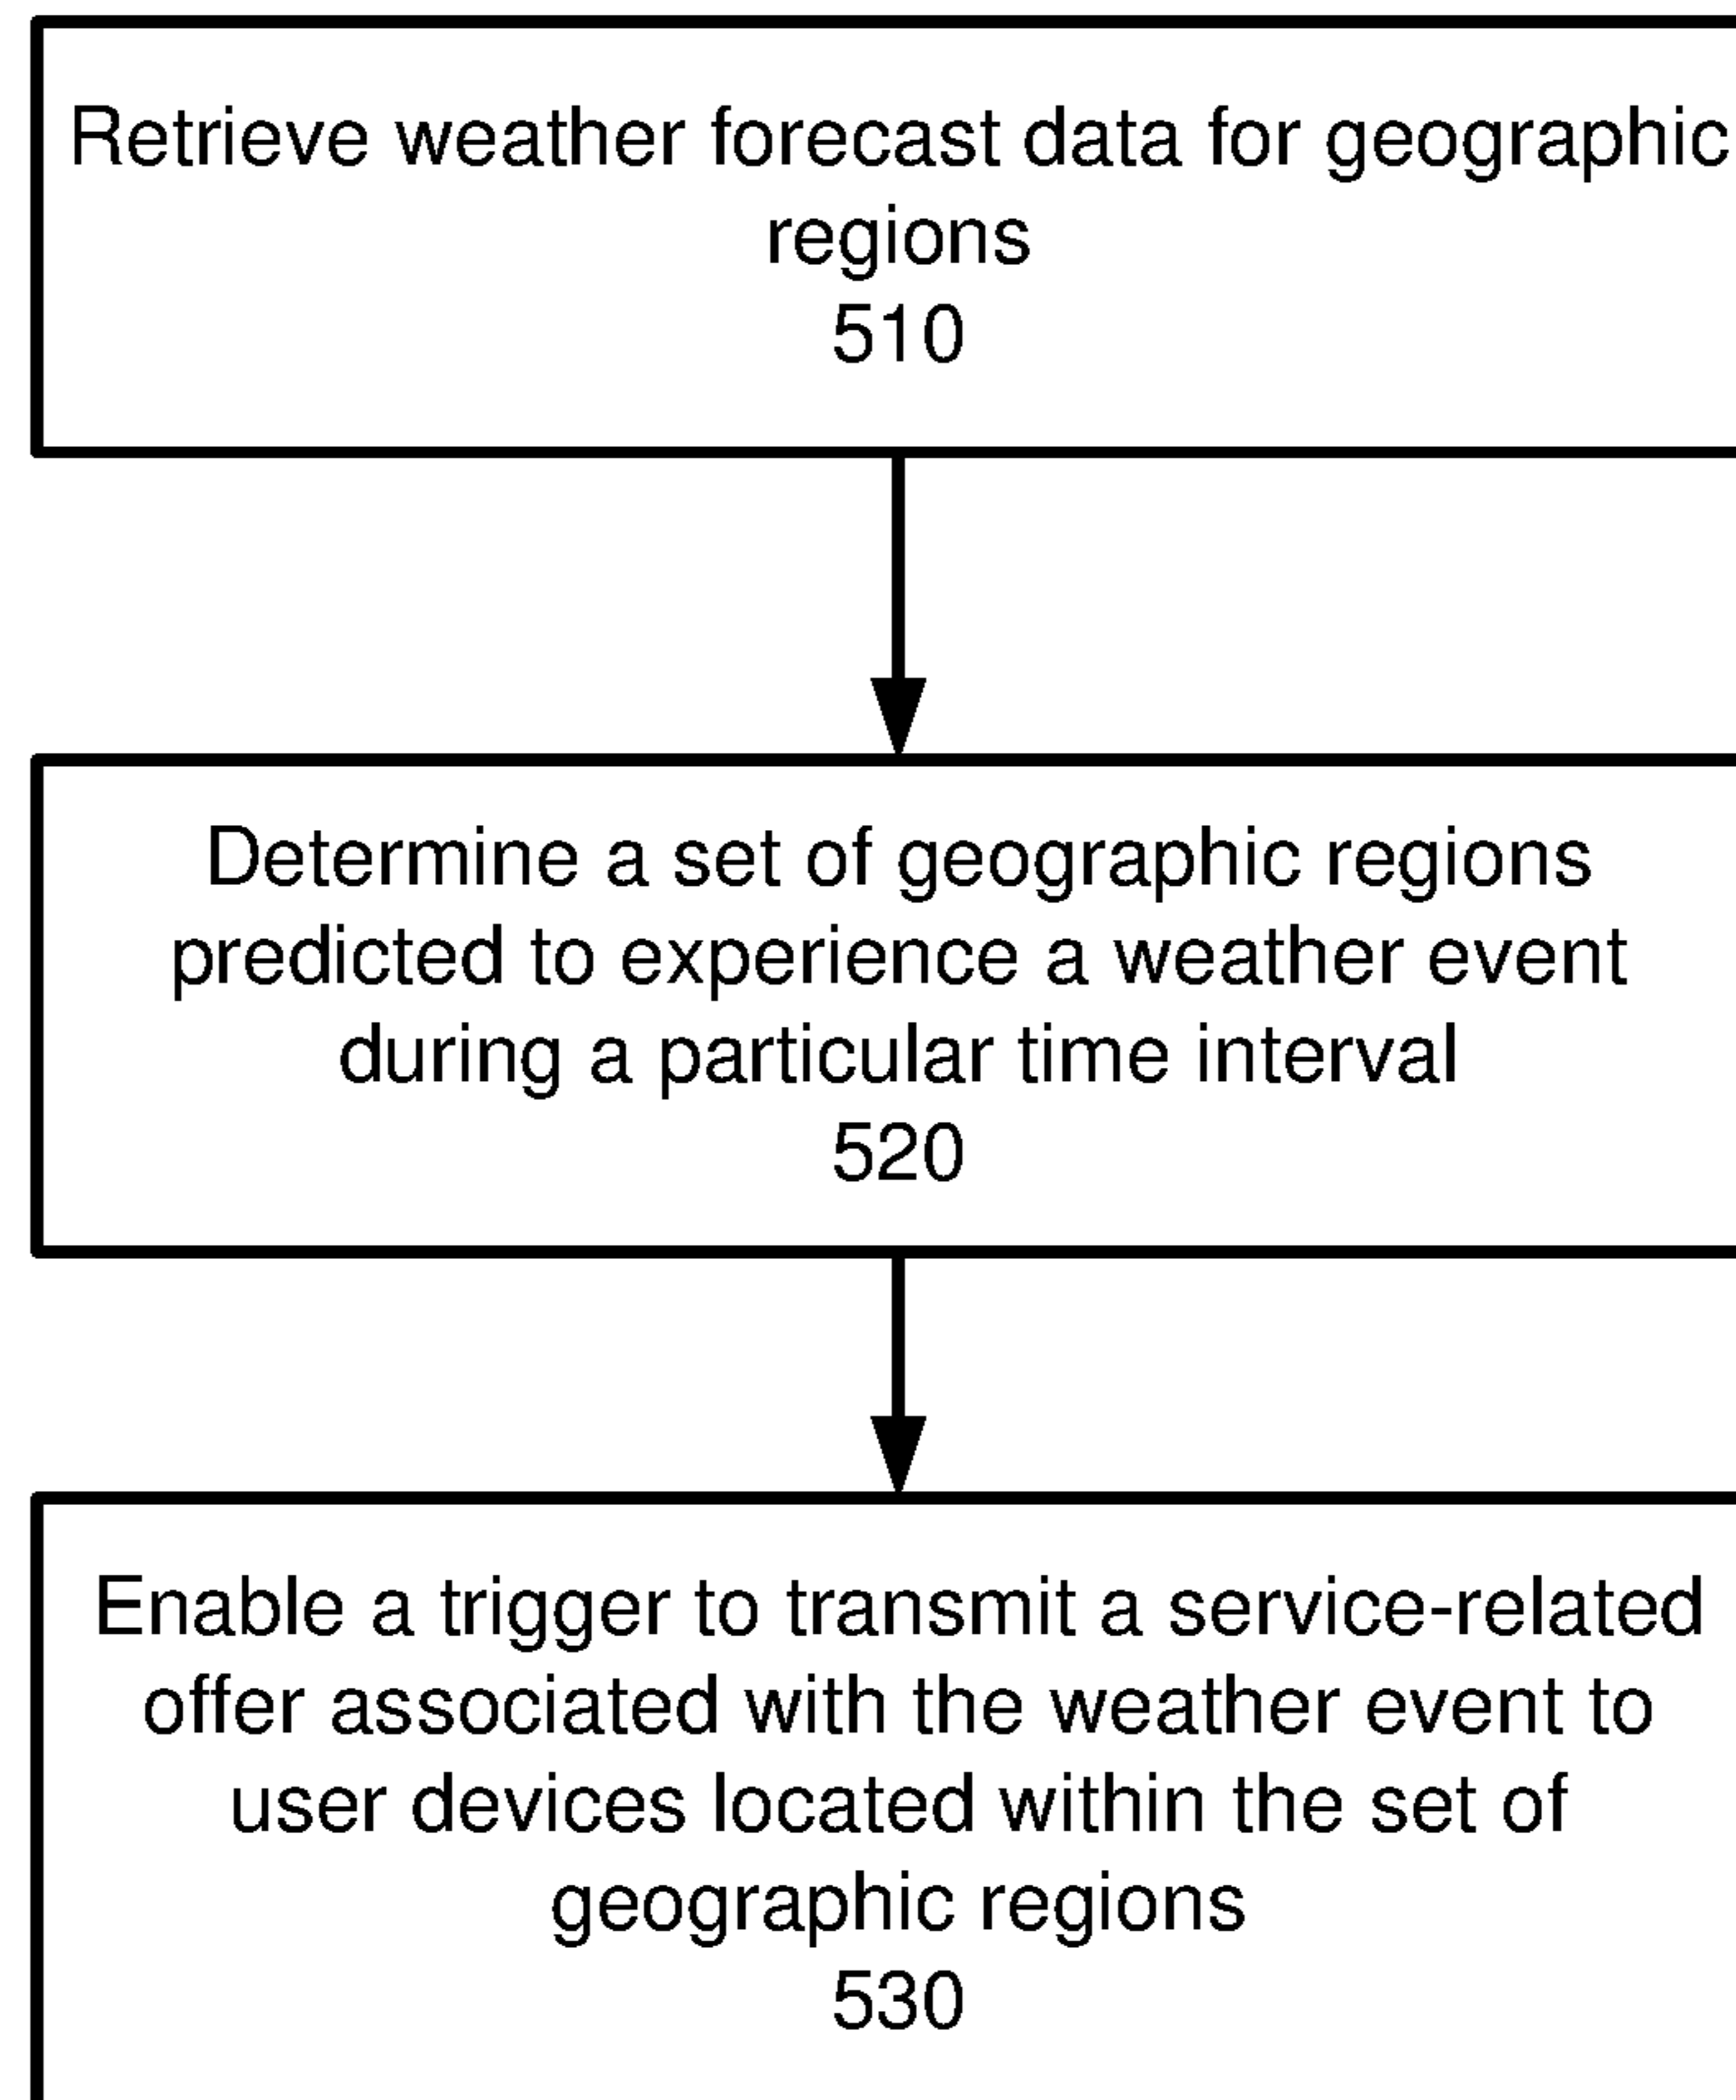 Retrieve weather forecast data for geographic
regions
510
Determine a set of geographic regions
predicted to experience a weather event
during a particular time interval
520
Enable a trigger to transmit a service-related
offer associated with the weather event to
user devices located within the set of
geographic regions
530